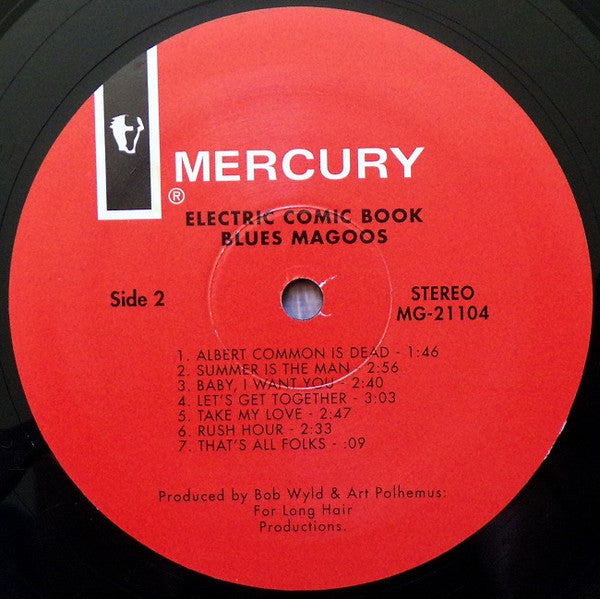 MERCURY
®
ELECTRIC COMIC BOOK
BLUES MAGOOS
Side 2
STEREO
MG-21104
1. ALBERT COMMON IS DEAD - 1:46
2. SUMMER IS THE MAN - 2:56
3. BABY, I WANT YOU - 2:40
4. LET'S GET TOGETHER - 3:03
5. TAKE MY LOVE - 2:47
6. RUSH HOUR - 2:33
7. THAT'S ALL FOLKS - :09
Produced by Bob Wyld & Art Polhemus:
For Long Hair
Productions.